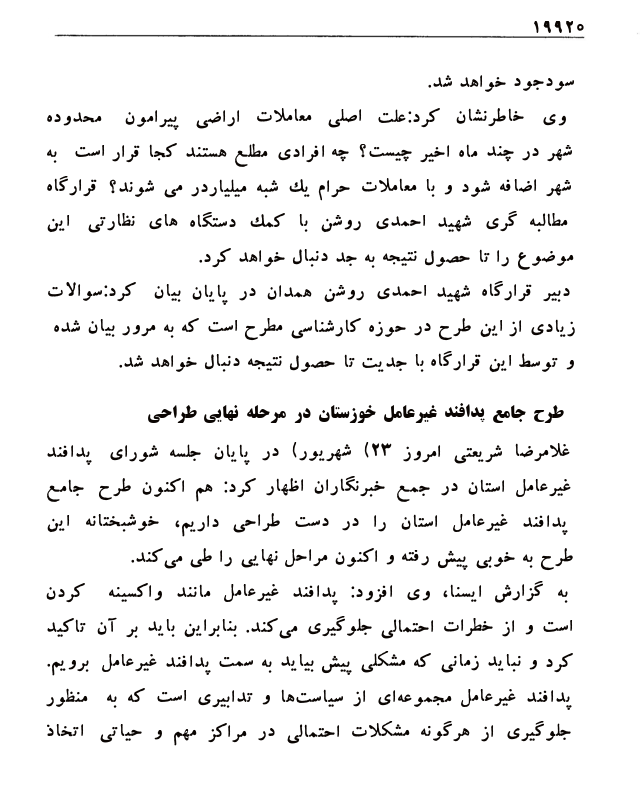 ۱۹۹۲۰
سودجود خواهد شد.
وی خاطرنشان کرد:علت اصلی معاملات اراضی پیرامون محدوده
شهر در چند ماه اخیر چیست؟ چه افرادی مطلع هستند کجا قرار است به
شهر اضافه شود و با معاملات حرام یك شبه میلیاردر می شوند؟ قرارگاه
مطالبه گری شهید احمدی روشن با کمك دستگاه های نظارتی این
موضوع را تا حصول نتیجه به جد دنبال خواهد کرد.
دبیر قرارگاه شهید احمدی روشن همدان در پایان بیان کرد:سوالات
زیادی از این طرح در حوزه کارشناسی مطرح است که به مرور بیان شده
و توسط این قرارگاه با جدیت تا حصول نتیجه دنبال خواهد شد.
طرح جامع پدافند غیرعامل خوزستان در مرحله نهایی طراحی
غلامرضا شریعتی امروز ۲۳) شهریور) در پایان جلسه شورای پدافند
غیرعامل استان در جمع خبرنگاران اظهار کرد: هم اکنون طرح جامع
پدافند غیرعامل استان را در دست طراحی داریم، خوشبختانه این
طرح به خوبی پیش رفته و اکنون مراحل نهایی را طی می‌کند.
به گزارش ایسنا، وی افزود: پدافند غیرعامل مانند واکسینه کردن
است و از خطرات احتمالی جلوگیری می‌کند. بنابراین باید بر آن تاکید
کرد و نباید زمانی که مشکلی پیش بیاید به سمت پدافند غیرعامل برویم.
پدافند غیرعامل مجموعه‌ای از سیاست‌ها و تدابیری است که به منظور
جلوگیری از هرگونه مشکلات احتمالی در مراکز مهم و حیاتی اتخاذ